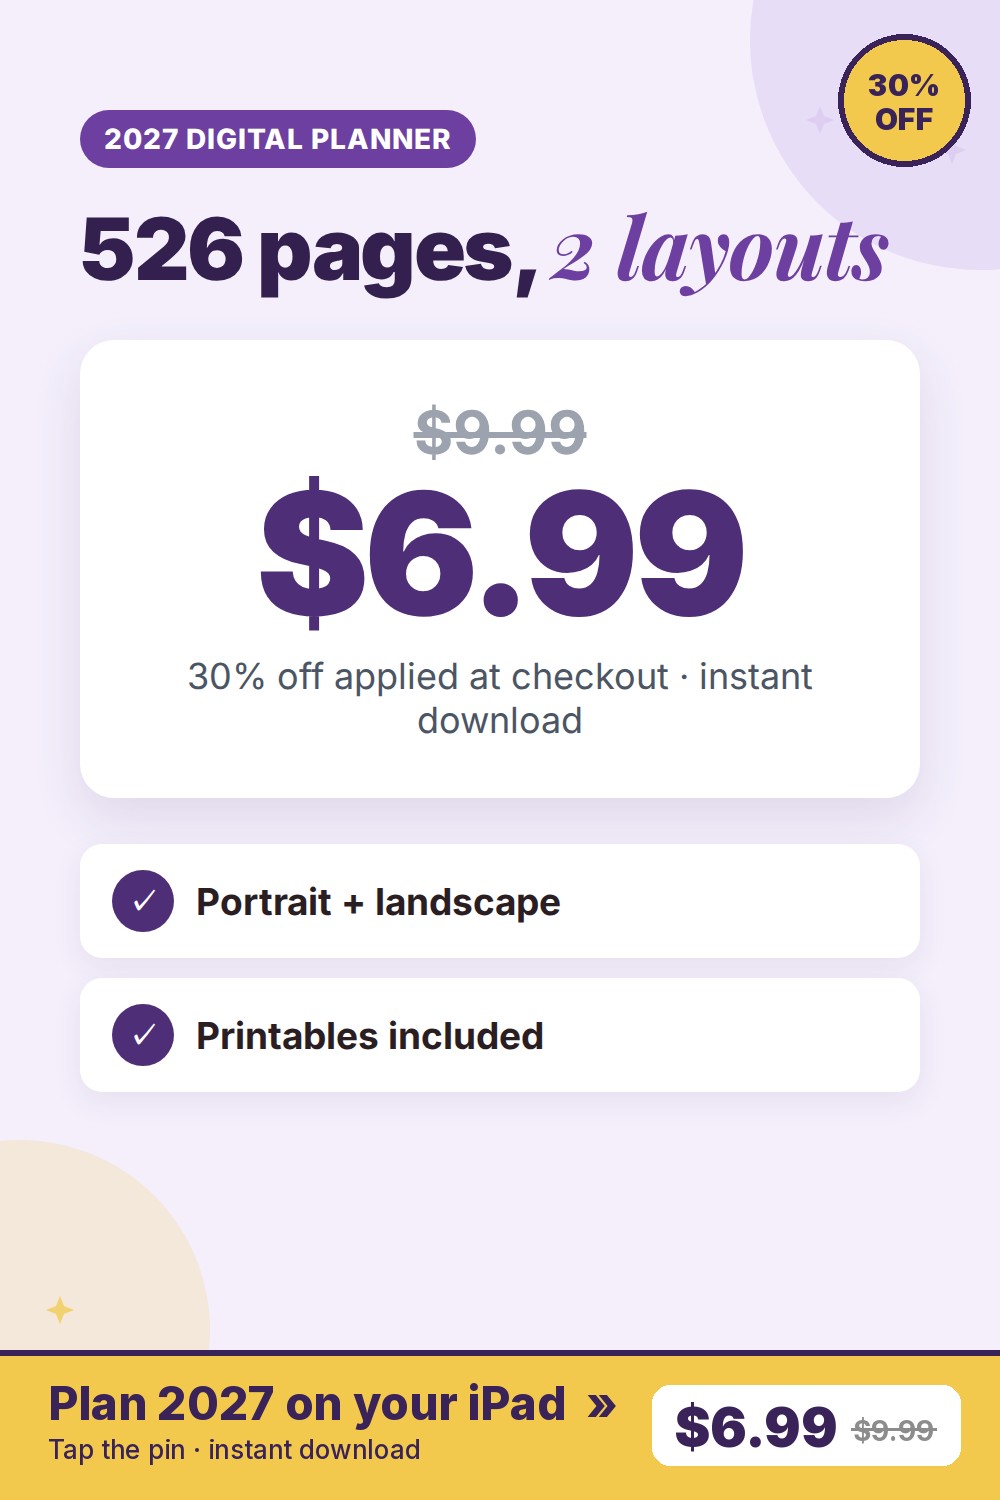 30%
OFF
2027 DIGITAL PLANNER
526 pages, 2 layouts
$9.99
$6.99
30% off applied at checkout · instant
download
✓ Portrait + landscape
✓ Printables included
Plan 2027 on your iPad »
Tap the pin · instant download
$6.99 $9.99